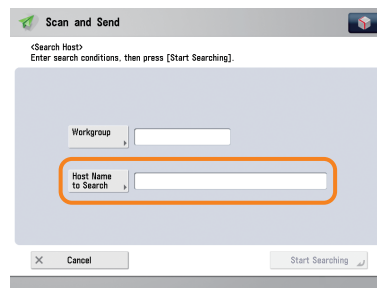 Scan and Send
<Search Host>
Enter search conditions, then press [Start Searching].
Workgroup
Host Name
to Search
Cancel
Start Searching